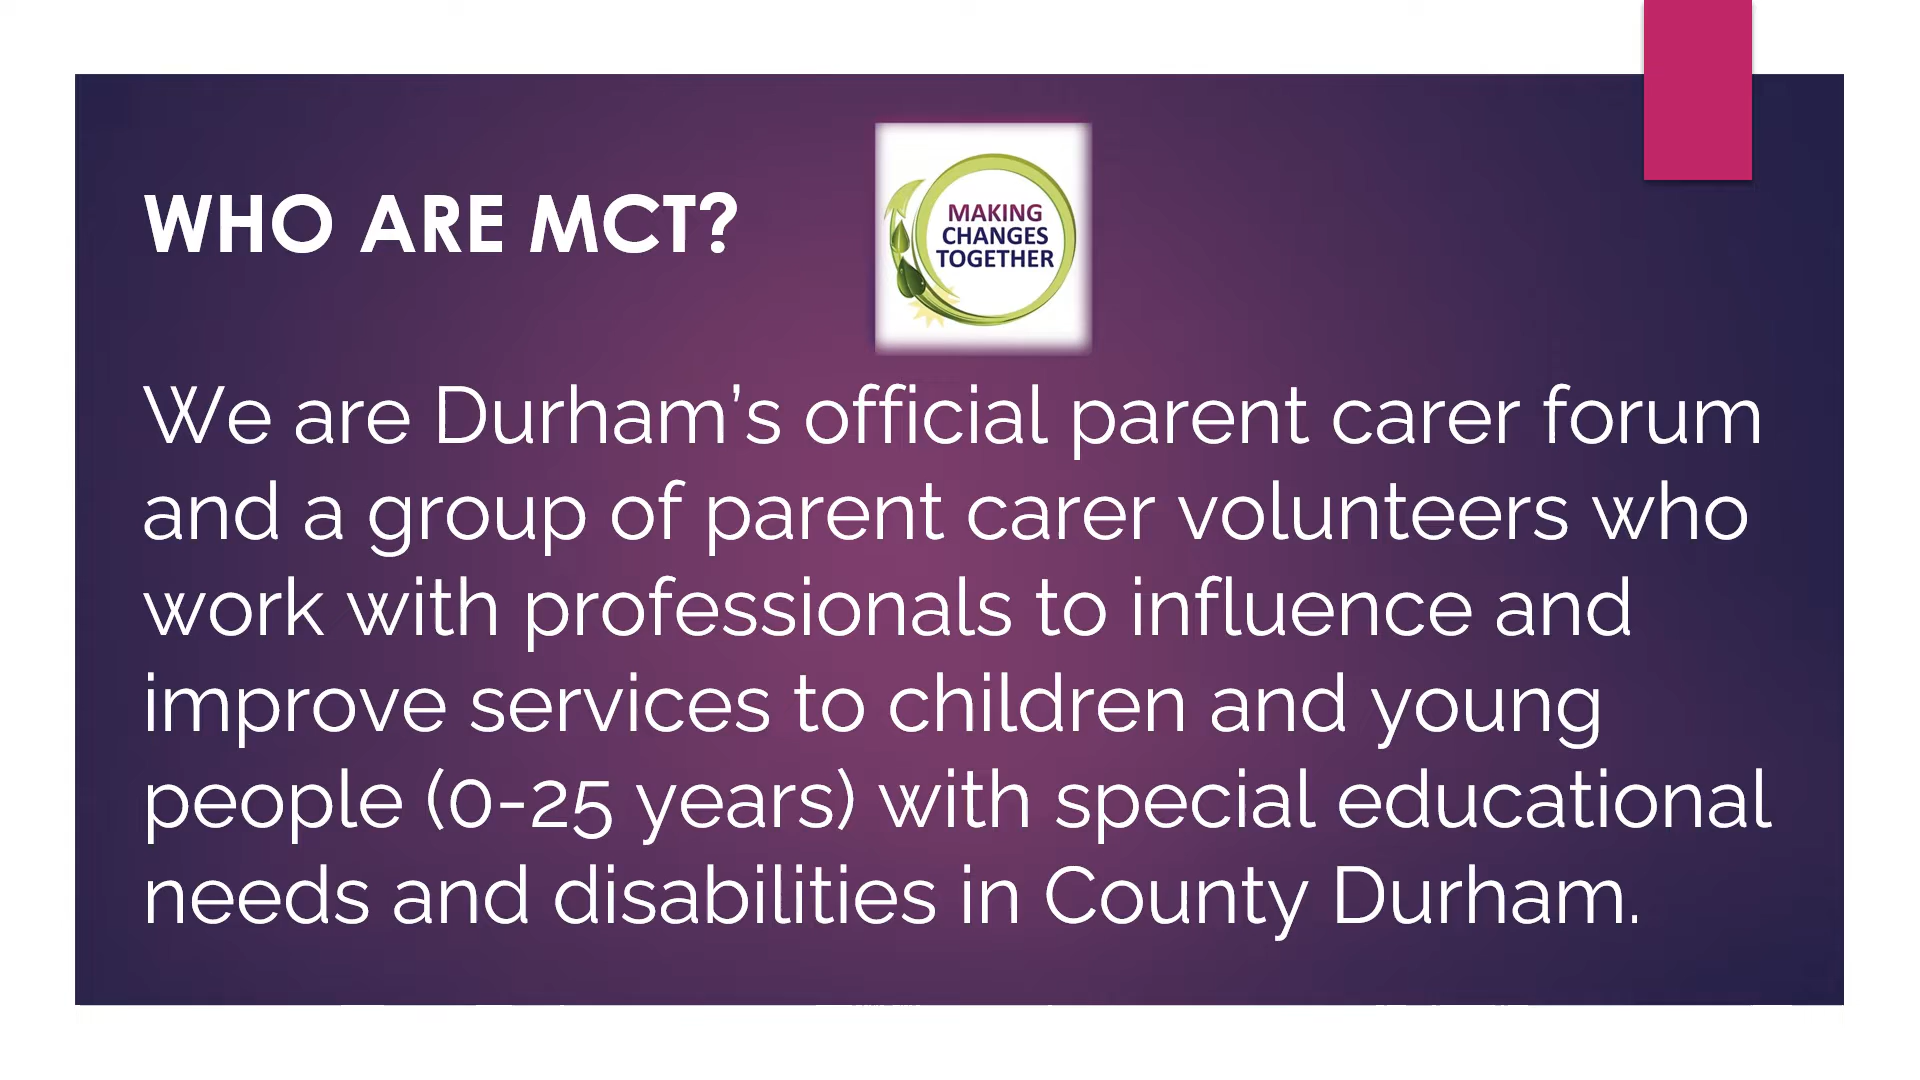 WHO ARE MCT?
MAKING
CHANGES
TOGETHER
We are Durham’s official parent carer forum
and a group of parent carer volunteers who
work with professionals to influence and
improve services to children and young
people (0-25 years) with special educational
needs and disabilities in County Durham.